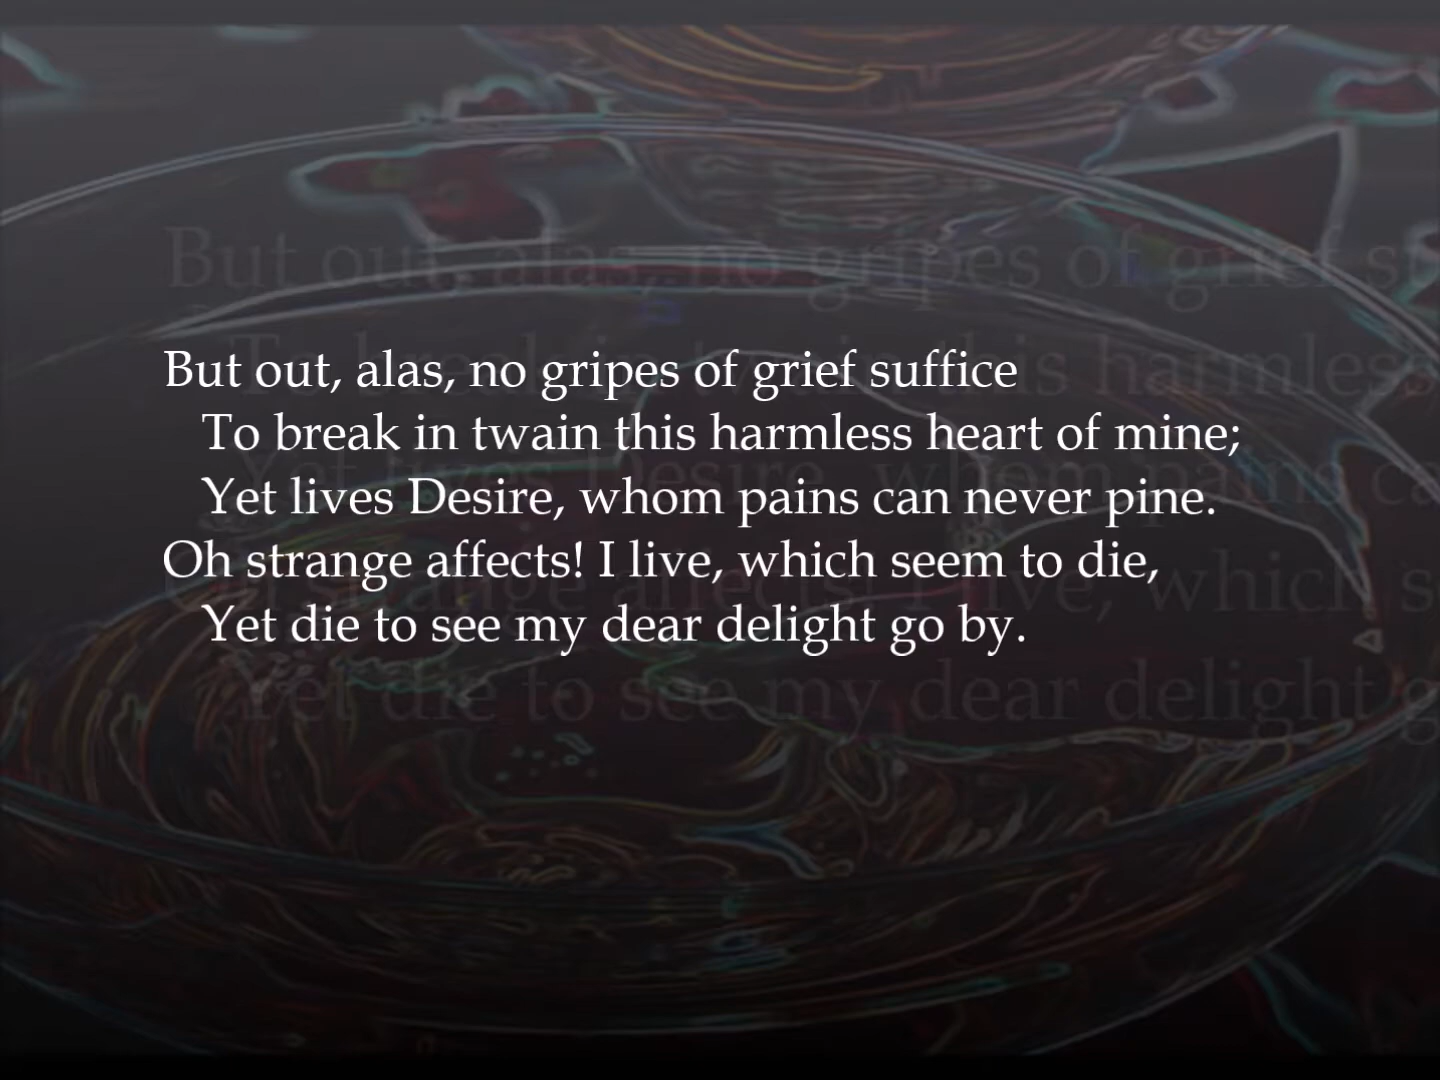 But out, alas, no gripes of grief suffice
To break in twain this harmless heart of mine;
Yet lives Desire, whom pains can never pine.
Oh strange affects! I live, which seem to die,
Yet die to see my dear delight go by.